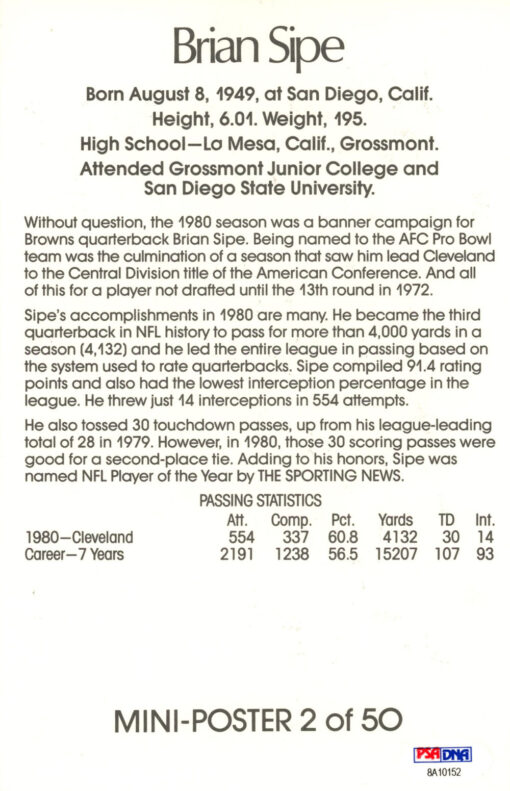 Brian Sipe
Born August 8, 1949, at San Diego, Calif.
Height, 6.01. Weight, 195.
High School—La Mesa, Calif., Grossmont.
Attended Grossmont Junior College and
San Diego State University.
Without question, the 1980 season was a banner campaign for
Browns quarterback Brian Sipe. Being named to the AFC Pro Bowl
team was the culmination of a season that saw him lead Cleveland
to the Central Division title of the American Conference. And all
of this for a player not drafted until the 13th round in 1972.
Sipe's accomplishments in 1980 are many. He became the third
quarterback in NFL history to pass for more than 4,000 yards in a
season (4,132) and he led the entire league in passing based on
the system used to rate quarterbacks. Sipe compiled 91.4 rating
points and also had the lowest interception percentage in the
league. He threw just 14 interceptions in 554 attempts.
He also tossed 30 touchdown passes, up from his league-leading
total of 28 in 1979. However, in 1980, those 30 scoring passes were
good for a second-place tie. Adding to his honors, Sipe was
named NFL Player of the Year by THE SPORTING NEWS.
PASSING STATISTICS
Att. Comp. Pct. Yards TD Int.
1980—Cleveland 554 337 60.8 4132 30 14
Career—7 Years 2191 1238 56.5 15207 107 93
MINI-POSTER 2 of 50
PSA DNA
8A10152